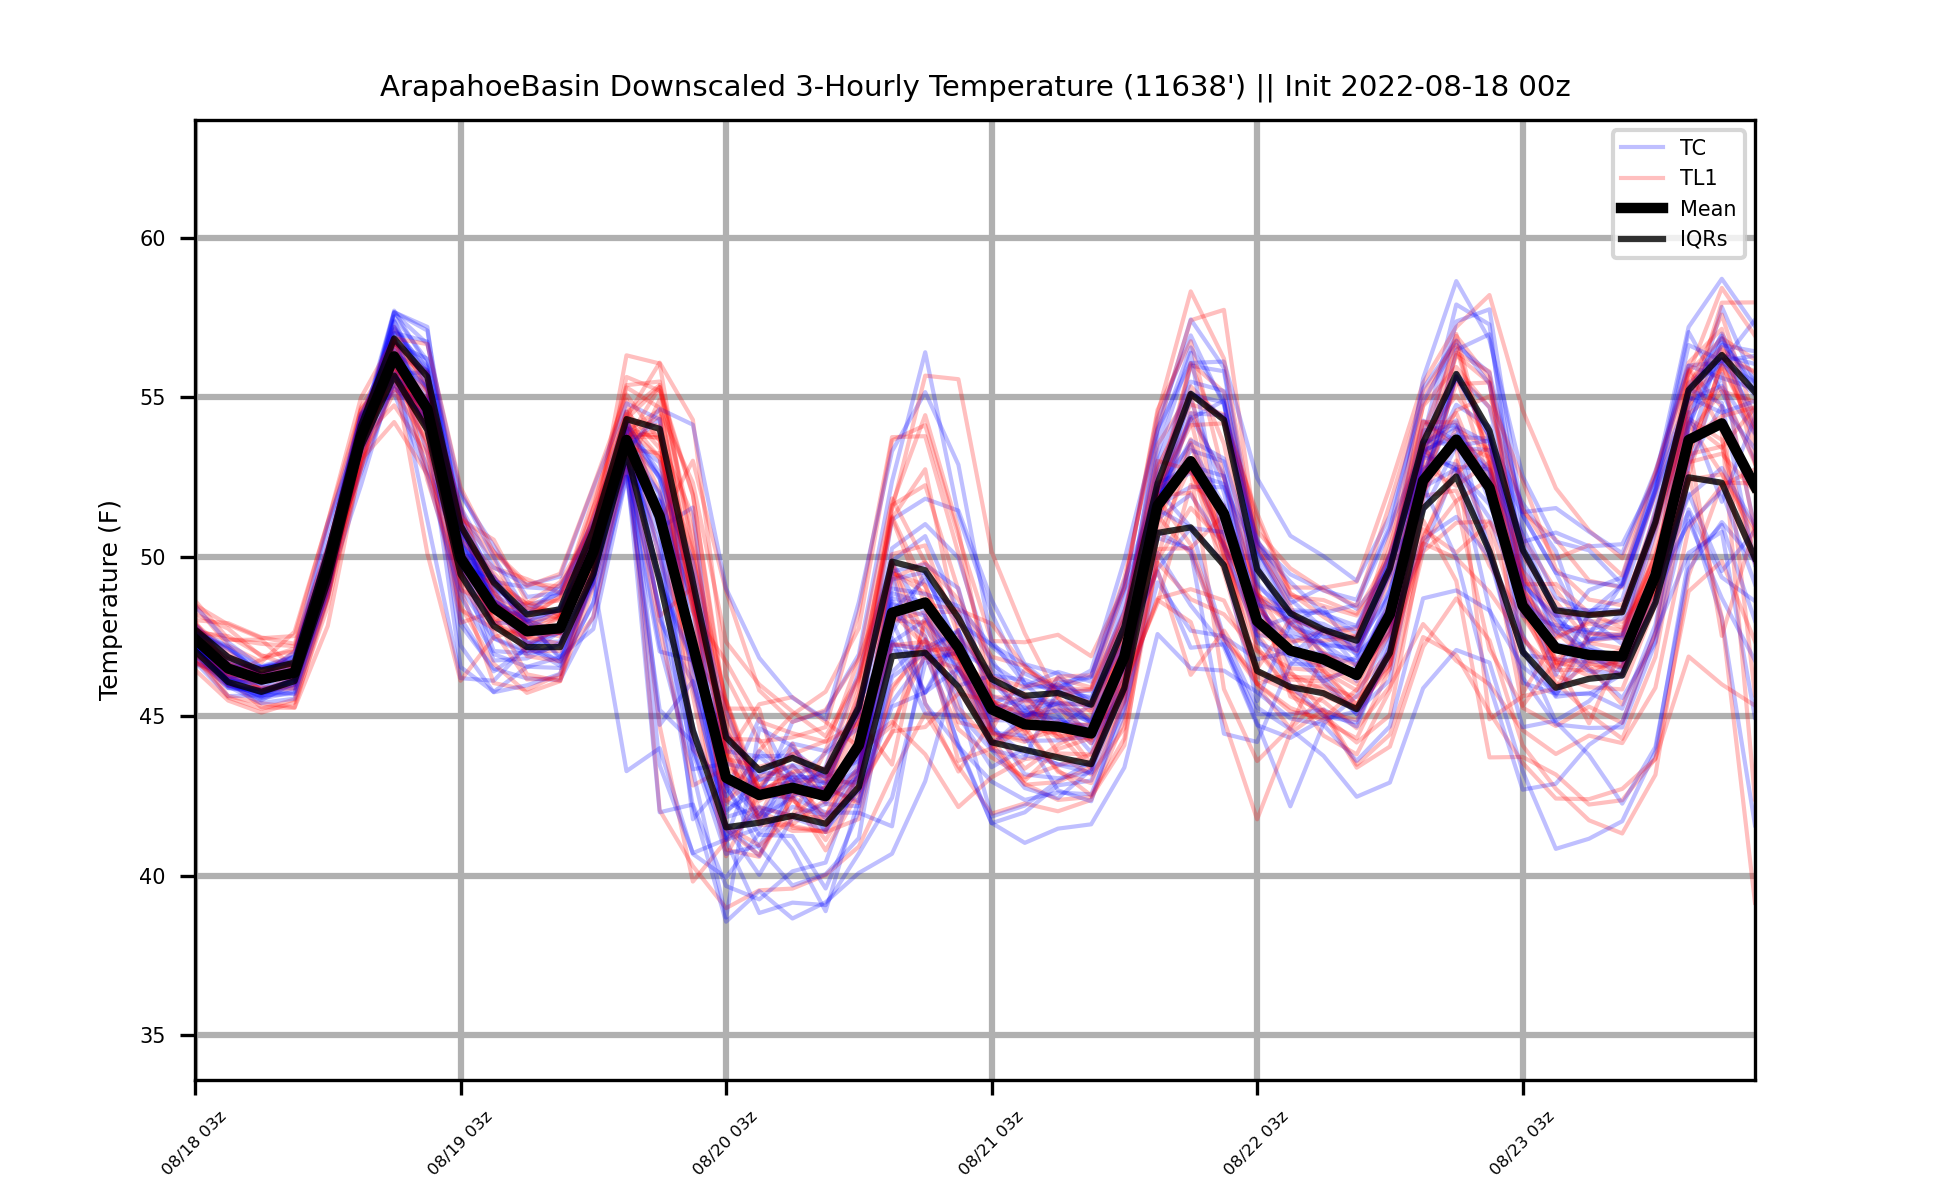 ArapahoeBasin Downscaled 3-Hourly Temperature (11638') || Init 2022-08-18 00z
TC
TL1
Mean
IQRs
Temperature (F)
60
55
50
45
40
35
08/18 03z
08/19 03z
08/20 03z
08/21 03z
08/22 03z
08/23 03z